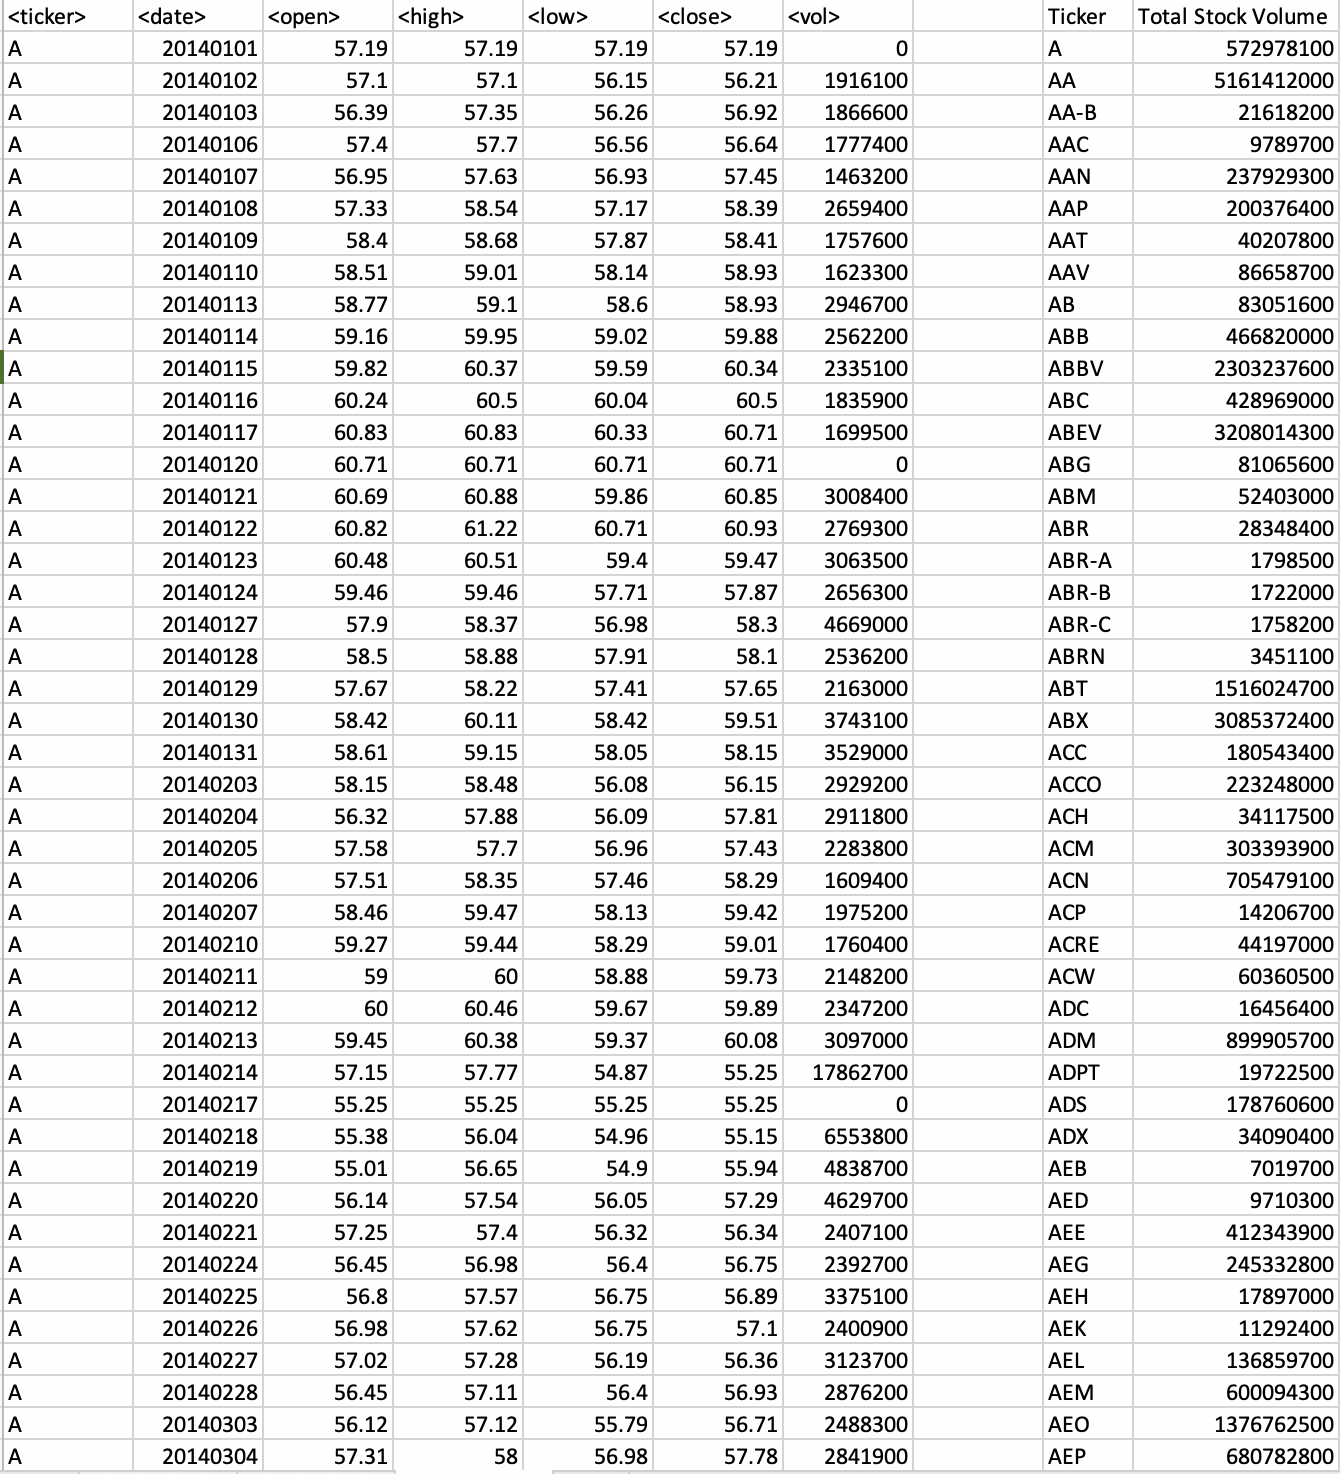 <ticker> <date> <open> <high> <low> <close> <vol> Ticker Total Stock Volume
A 20140101 57.19 57.19 57.19 57.19 0 A 572978100
A 20140102 57.1 57.1 56.15 56.21 1916100 AA 5161412000
A 20140103 56.39 57.35 56.26 56.92 1866600 AA-B 21618200
A 20140106 57.4 57.7 56.56 56.64 1777400 AAC 9789700
A 20140107 56.95 57.63 56.93 57.45 1463200 AAN 237929300
A 20140108 57.33 58.54 57.17 58.39 2659400 AAP 200376400
A 20140109 58.4 58.68 57.87 58.41 1757600 AAT 40207800
A 20140110 58.51 59.01 58.14 58.93 1623300 AAV 86658700
A 20140113 58.77 59.1 58.6 58.93 2946700 AB 83051600
A 20140114 59.16 59.95 59.02 59.88 2562200 ABB 466820000
A 20140115 59.82 60.37 59.59 60.34 2335100 ABBV 2303237600
A 20140116 60.24 60.5 60.04 60.5 1835900 ABC 428969000
A 20140117 60.83 60.83 60.33 60.71 1699500 ABEV 3208014300
A 20140120 60.71 60.71 60.71 60.71 0 ABG 81065600
A 20140121 60.69 60.88 59.86 60.85 3008400 ABM 52403000
A 20140122 60.82 61.22 60.71 60.93 2769300 ABR 28348400
A 20140123 60.48 60.51 59.4 59.47 3063500 ABR-A 1798500
A 20140124 59.46 59.46 57.71 57.87 2656300 ABR-B 1722000
A 20140127 57.9 58.37 56.98 58.3 4669000 ABR-C 1758200
A 20140128 58.5 58.88 57.91 58.1 2536200 ABRN 3451100
A 20140129 57.67 58.22 57.41 57.65 2163000 ABT 1516024700
A 20140130 58.42 60.11 58.42 59.51 3743100 ABX 3085372400
A 20140131 58.61 59.15 58.05 58.15 3529000 ACC 180543400
A 20140203 58.15 58.48 56.08 56.15 2929200 ACCO 223248000
A 20140204 56.32 57.88 56.09 57.81 2911800 ACH 34117500
A 20140205 57.58 57.7 56.96 57.43 2283800 ACM 303393900
A 20140206 57.51 58.35 57.46 58.29 1609400 ACN 705479100
A 20140207 58.46 59.47 58.13 59.42 1975200 ACP 14206700
A 20140210 59.27 59.44 58.29 59.01 1760400 ACRE 44197000
A 20140211 59 60 58.88 59.73 2148200 ACW 60360500
A 20140212 60 60.46 59.67 59.89 2347200 ADC 16456400
A 20140213 59.45 60.38 59.37 60.08 3097000 ADM 899905700
A 20140214 57.15 57.77 54.87 55.25 17862700 ADPT 19722500
A 20140217 55.25 55.25 55.25 55.25 0 ADS 178760600
A 20140218 55.38 56.04 54.96 55.15 6553800 ADX 34090400
A 20140219 55.01 56.65 54.9 55.94 4838700 AEB 7019700
A 20140220 56.14 57.54 56.05 57.29 4629700 AED 9710300
A 20140221 57.25 57.4 56.32 56.34 2407100 AEE 412343900
A 20140224 56.45 56.98 56.4 56.75 2392700 AEG 245332800
A 20140225 56.8 57.57 56.75 56.89 3375100 AEH 17897000
A 20140226 56.98 57.62 56.75 57.1 2400900 AEK 11292400
A 20140227 57.02 57.28 56.19 56.36 3123700 AEL 136859700
A 20140228 56.45 57.11 56.4 56.93 2876200 AEM 600094300
A 20140303 56.12 57.12 55.79 56.71 2488300 AEO 1376762500
A 20140304 57.31 58 56.98 57.78 2841900 AEP 680782800